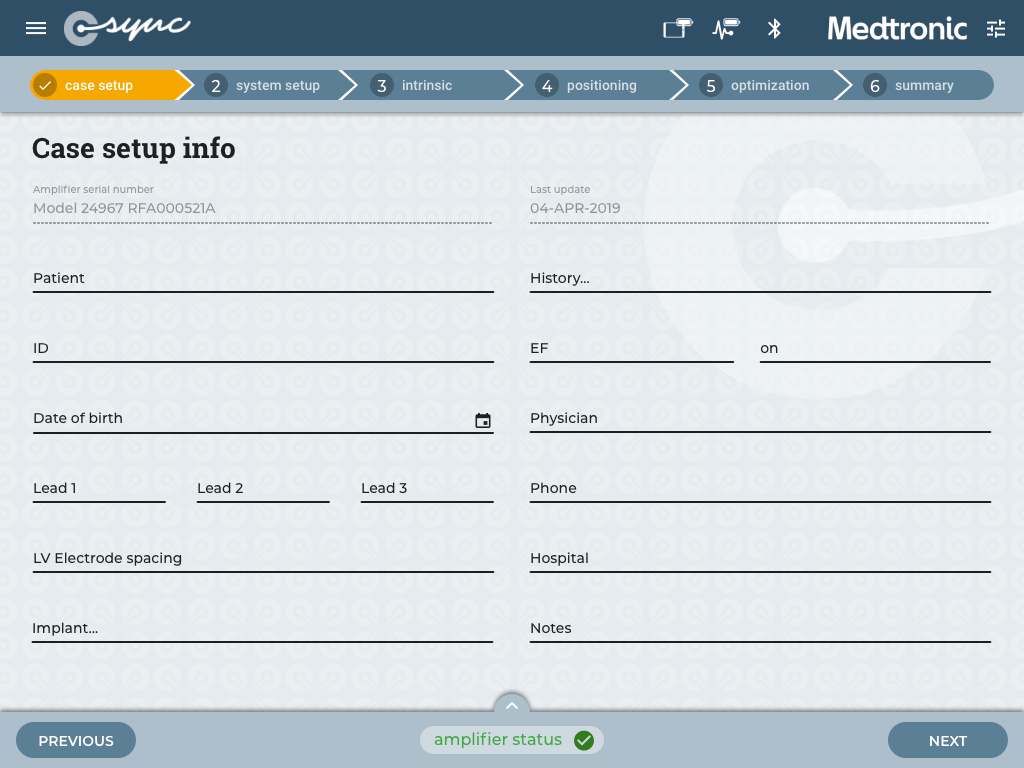 sync
Medtronic
case setup
2 system setup
3 intrinsic
4 positioning
5 optimization
6 summary
Case setup info
Amplifier serial number
Model 24967 RFA000521A
Last update
04-APR-2019
Patient
History...
ID
EF
on
Date of birth
Physician
Lead 1
Lead 2
Lead 3
Phone
LV Electrode spacing
Hospital
Implant...
Notes
PREVIOUS
amplifier status
NEXT